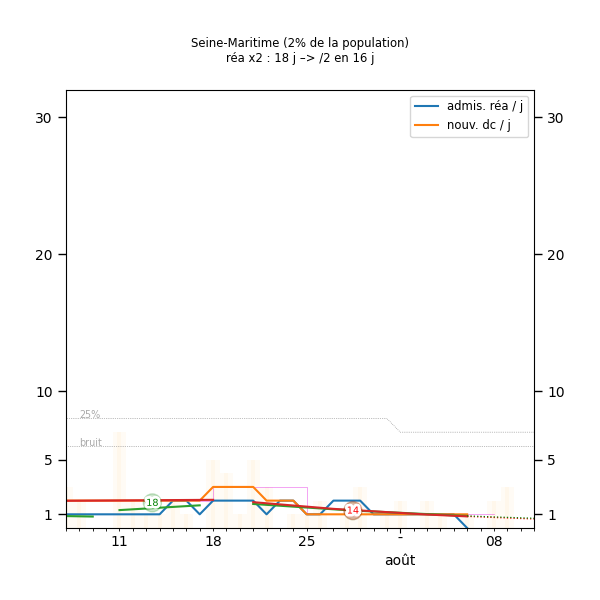 Seine-Maritime (2% de la population)
réa x2 : 18 j –> /2 en 16 j
admis. réa / j
nouv. dc / j
30 30
20 20
10 10
25%
bruit
5 5
18
14
1 1
11 18 25 - 08
août